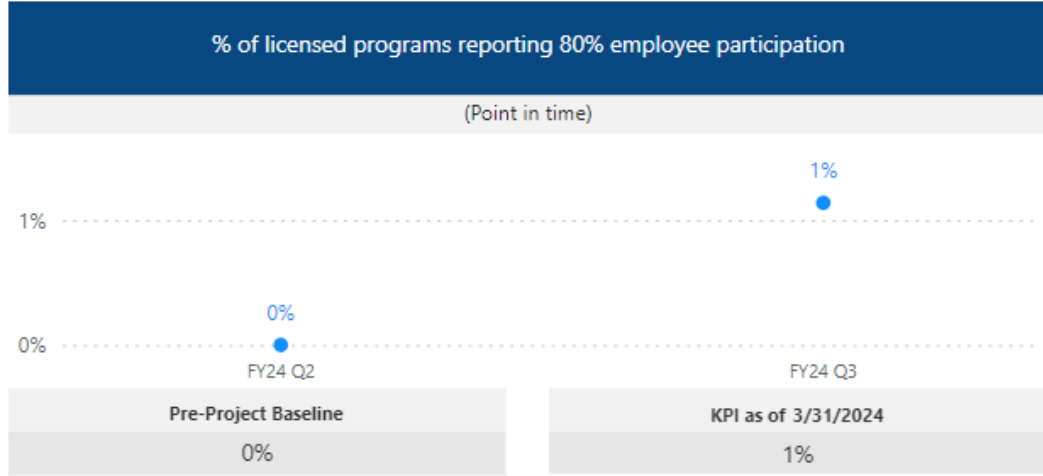 % of licensed programs reporting 80% employee participation
(Point in time)
1%
1%
0%
0%
FY24 Q2
FY24 Q3
Pre-Project Baseline
KPI as of 3/31/2024
0%
1%